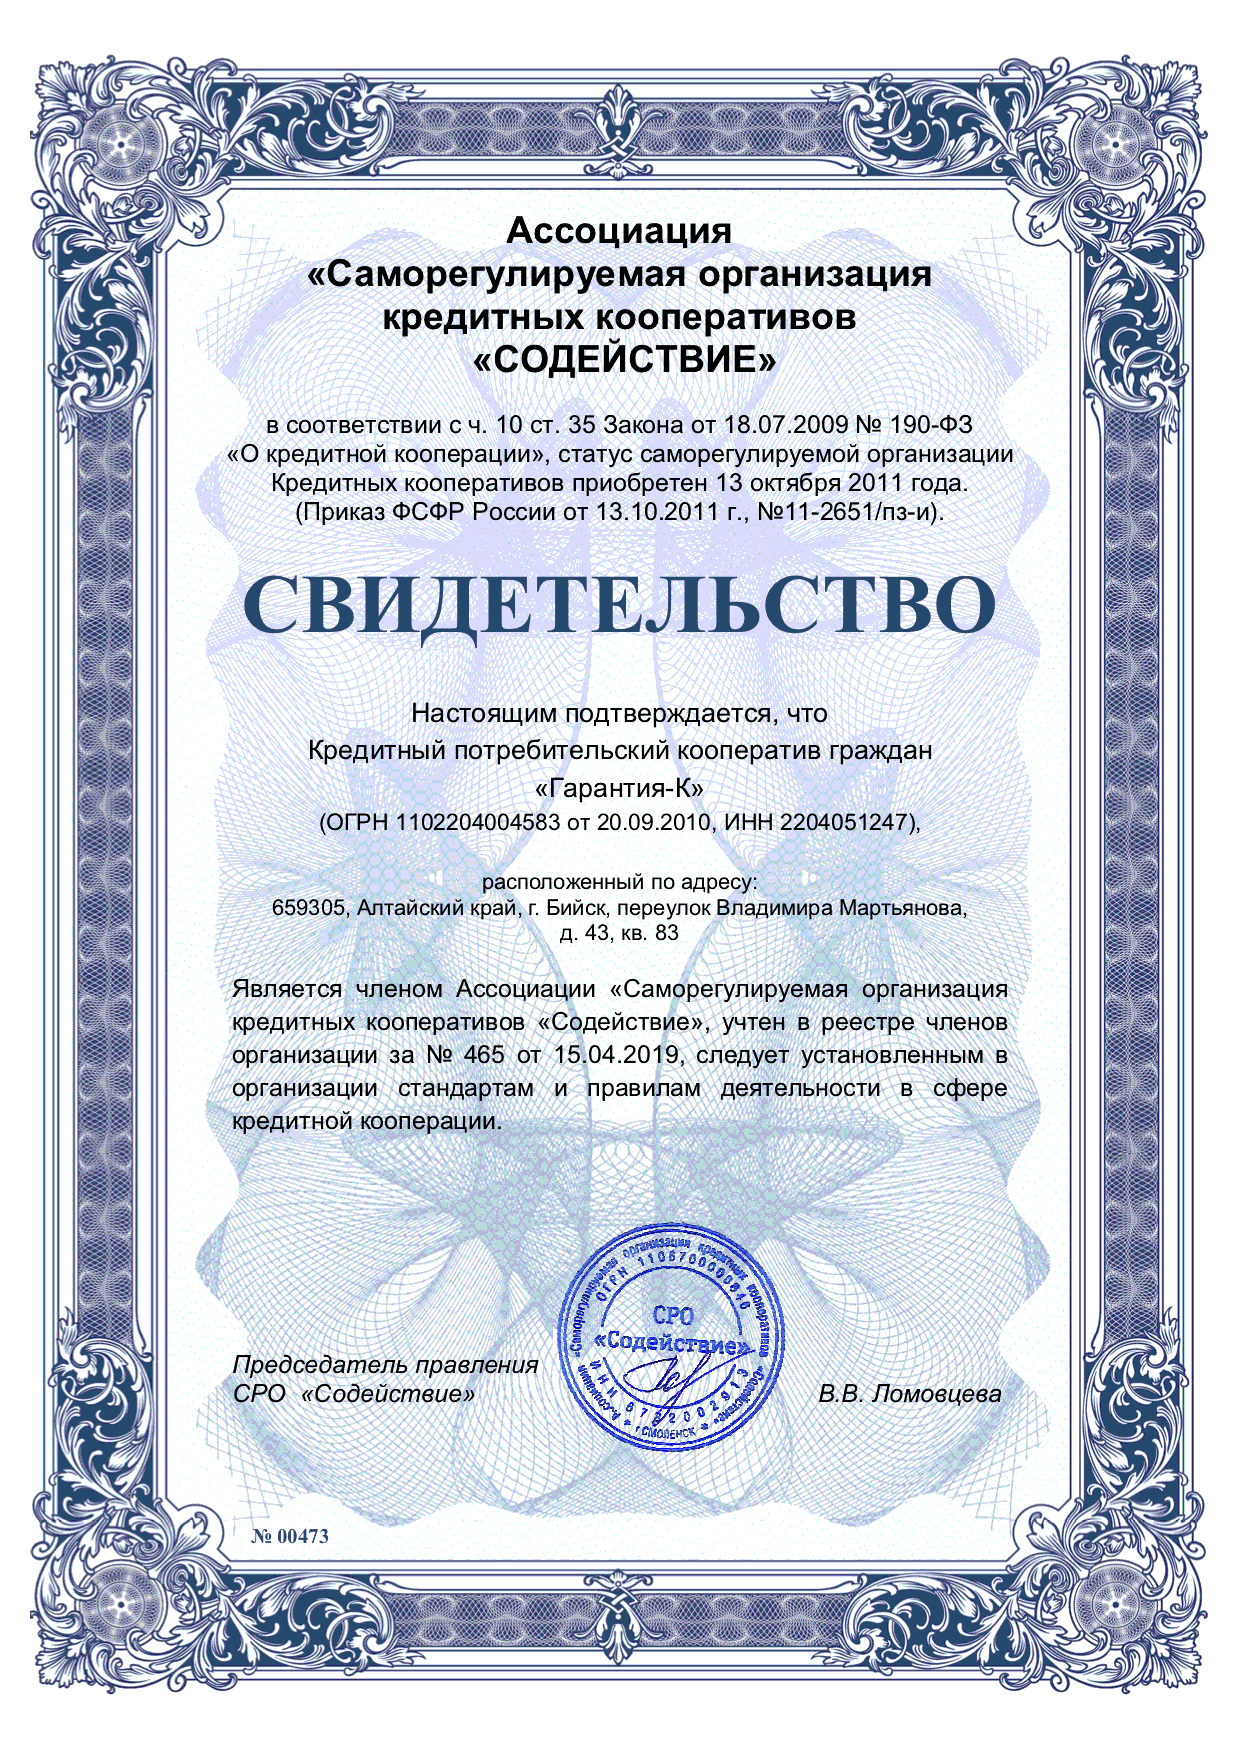 Ассоциация
«Саморегулируемая организация
кредитных кооперативов
«СОДЕЙСТВИЕ»
в соответствии с ч. 10 ст. 35 Закона от 18.07.2009 № 190-ФЗ
«О кредитной кооперации», статус саморегулируемой организации
Кредитных кооперативов приобретен 13 октября 2011 года.
(Приказ ФСФР России от 13.10.2011 г., №11-2651/пз-и).
СВИДЕТЕЛЬСТВО
Настоящим подтверждается, что
Кредитный потребительский кооператив граждан
«Гарантия-К»
(ОГРН 1102204004583 от 20.09.2010, ИНН 2204051247),
расположенный по адресу:
659305, Алтайский край, г. Бийск, переулок Владимира Мартьянова,
д. 43, кв. 83
Является членом Ассоциации «Саморегулируемая организация
кредитных кооперативов «Содействие», учтен в реестре членов
организации за № 465 от 15.04.2019, следует установленным в
организации стандартам и правилам деятельности в сфере
кредитной кооперации.
Председатель правления
СРО «Содействие»
Ассоциация «Саморегулируемая организация кредитных кооперативов «Содействие»
ОГРН 1106700000640
СРО
«Содействие»
ИНН 6732002913
г.СМОЛЕНСК
В.В. Ломовцева
№ 00473